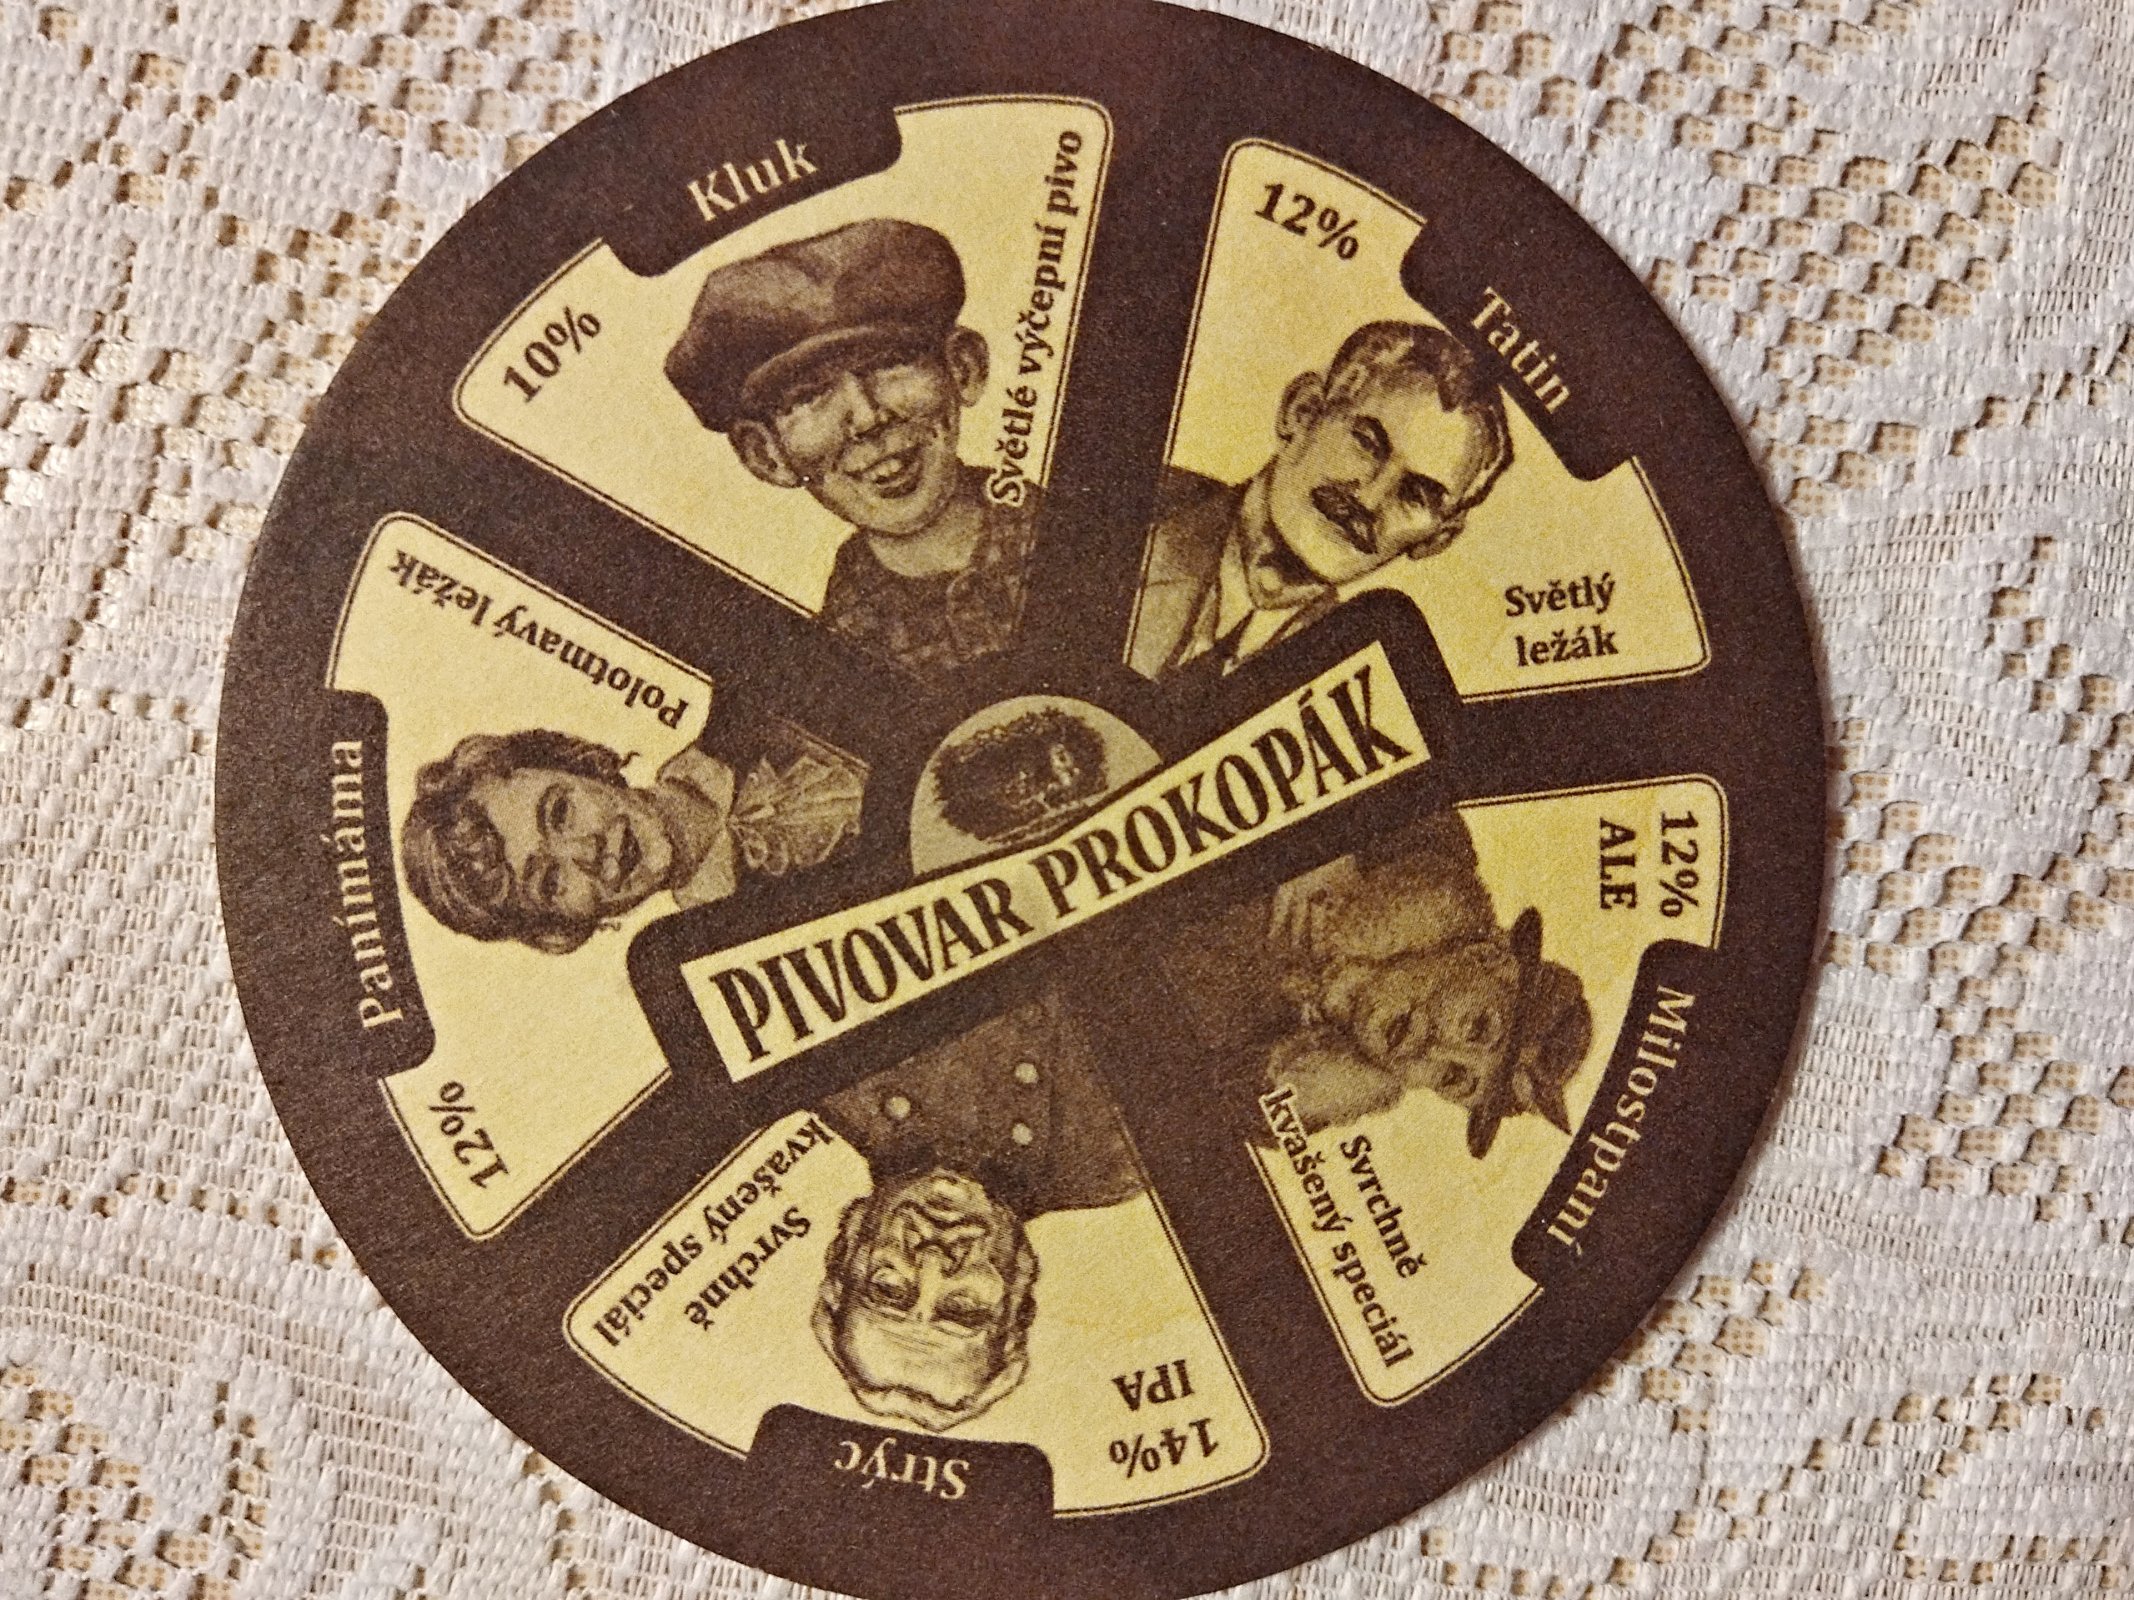 PIVOVAR PROKOPÁK
Kluk
10%
Světlé výčepní pivo
Tatin
12%
Světlý
ležák
Milostpaní
12%
ALE
Svrchně
kvašený speciál
Strýc
14%
IPA
Svrchně
kvašený speciál
Panímáma
12%
Polotmavý ležák